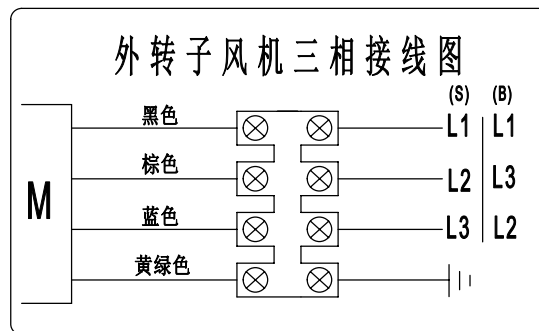 外转子风机三相接线图
(S) (B)
黑色 L1 L1
棕色 L2 L3
M
蓝色 L3 L2
黄绿色